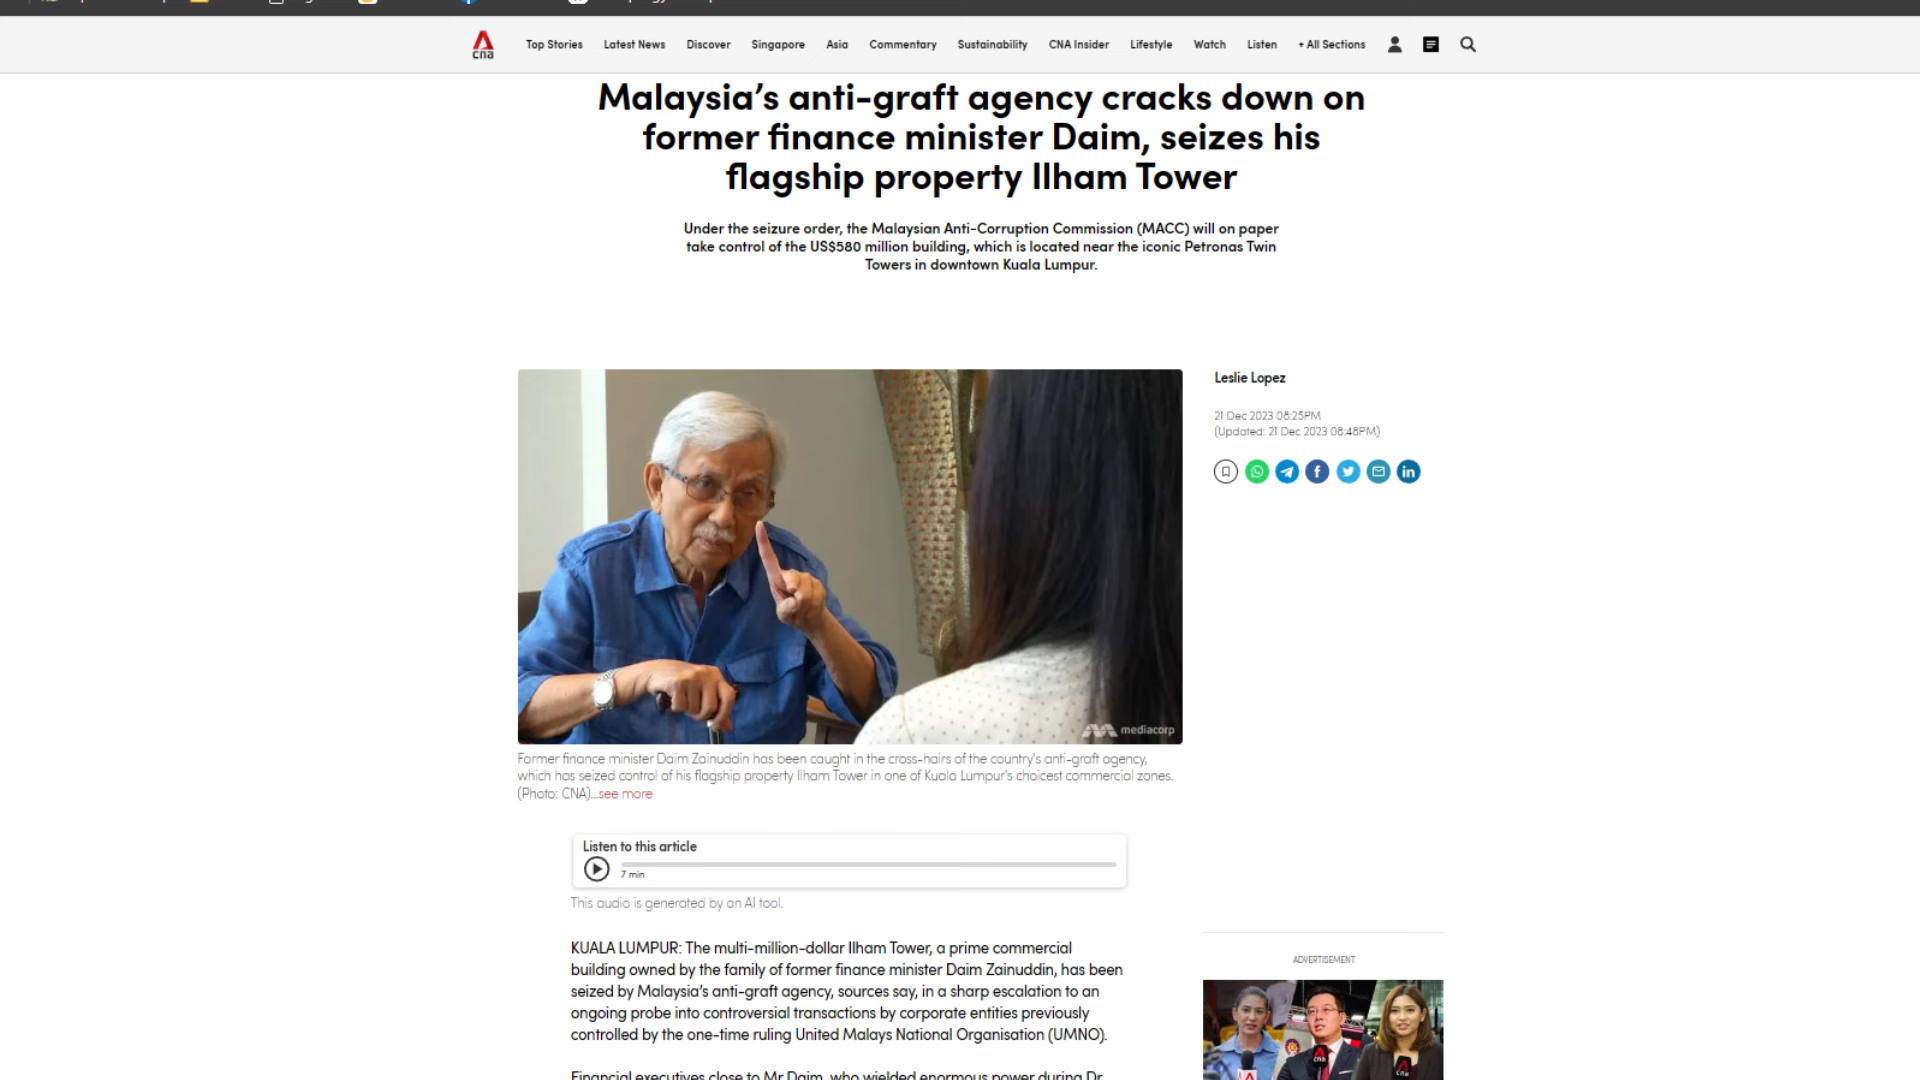 cna
Top Stories
Latest News
Discover
Singapore
Asia
Commentary
Sustainability
CNA Insider
Lifestyle
Watch
Listen
+ All Sections
Malaysia's anti-graft agency cracks down on
former finance minister Daim, seizes his
flagship property Ilham Tower
Under the seizure order, the Malaysian Anti-Corruption Commission (MACC) will on paper
take control of the US$580 million building, which is located near the iconic Petronas Twin
Towers in downtown Kuala Lumpur.
mediacorp
Former finance minister Daim Zainuddin has been caught in the cross-hairs of the country's anti-graft agency,
which has seized control of his flagship property Ilham Tower in one of Kuala Lumpur's choicest commercial zones.
(Photo: CNA)...see more
Leslie Lopez
21 Dec 2023 08:25PM
(Updated: 21 Dec 2023 08:48PM)
Listen to this article
7 min
This audio is generated by an AI tool.
KUALA LUMPUR: The multi-million-dollar Ilham Tower, a prime commercial
building owned by the family of former finance minister Daim Zainuddin, has been
seized by Malaysia's anti-graft agency, sources say, in a sharp escalation to an
ongoing probe into controversial transactions by corporate entities previously
controlled by the one-time ruling United Malays National Organisation (UMNO).
Financial executives close to Mr Daim, who wielded enormous power during Dr
ADVERTISEMENT
cna
cna